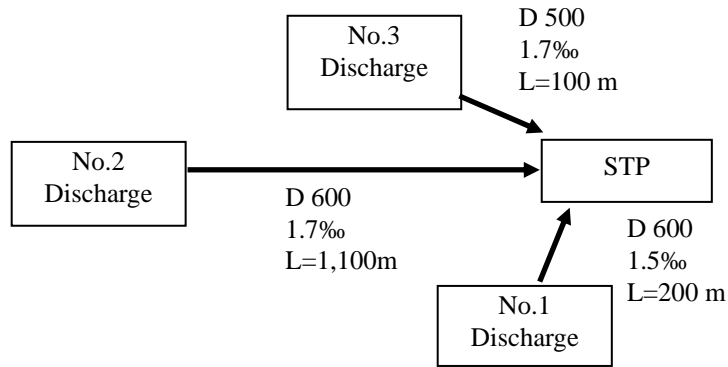 No.3
Discharge
D 500
1.7‰
L=100 m
No.2
Discharge
STP
D 600
1.7‰
L=1,100m
D 600
1.5‰
L=200 m
No.1
Discharge